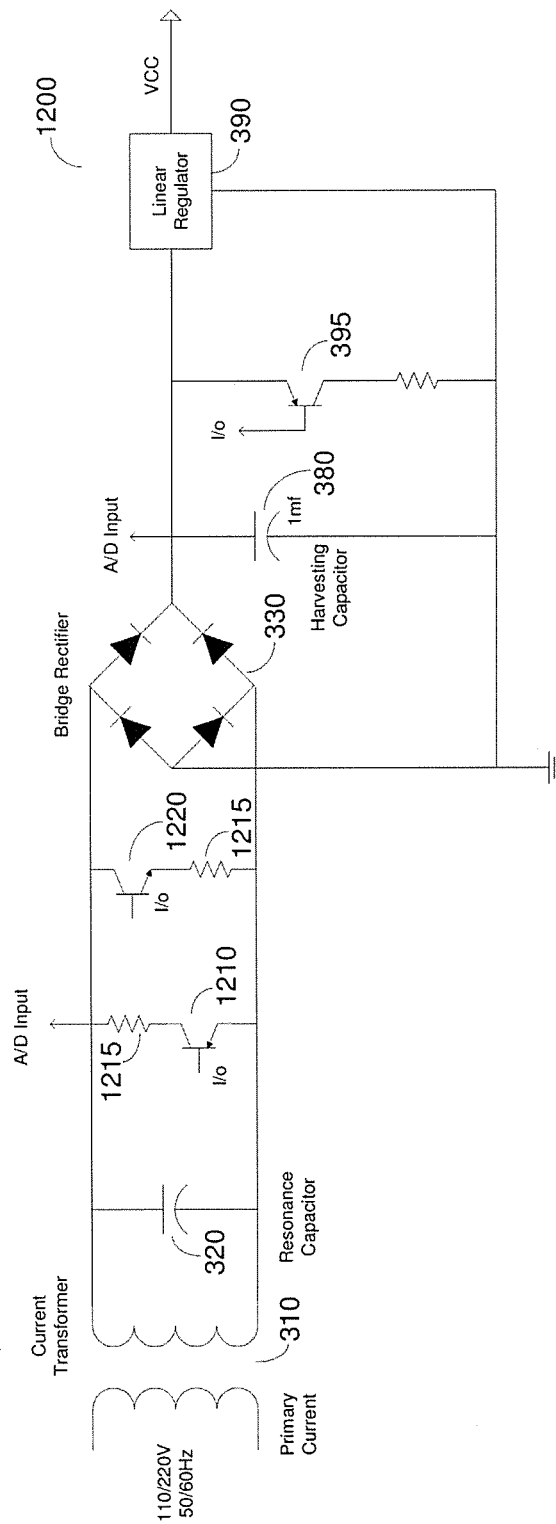 1200
Current
Transformer
A/D Input
Bridge Rectifier
A/D Input
VCC
110/220V
50/60Hz
1215
I/o
1210
I/o
1220
1215
I/o
395
Linear
Regulator
390
320
330
1mf
380
Harvesting
Capacitor
Primary
Current
310
Resonance
Capacitor